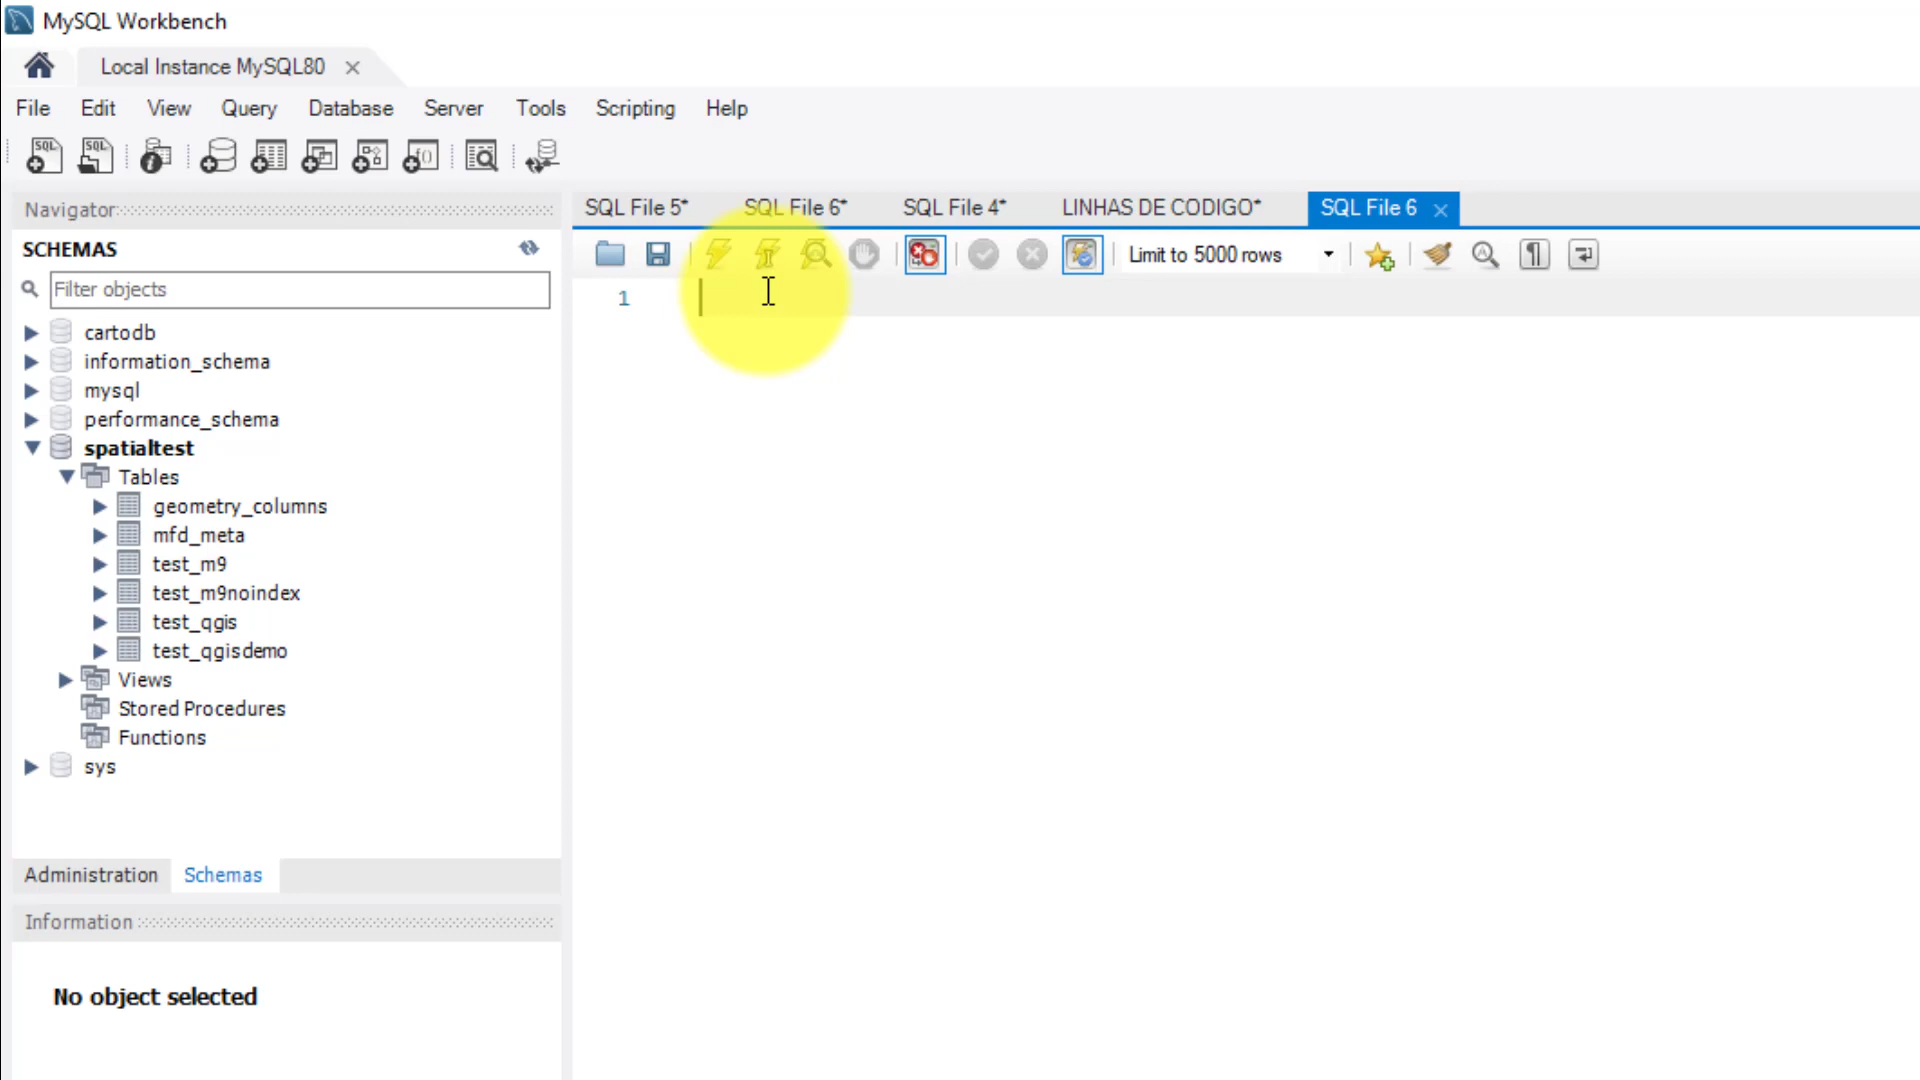 MySQL Workbench
Local Instance MySQL80
File Edit View Query Database Server Tools Scripting Help
SQL SQL
Navigator
SQL File 5* SQL File 6* SQL File 4* LINHAS DE CODIGO* SQL File 6
SCHEMAS
Limit to 5000 rows
Filter objects
1
cartodb
information_schema
mysql
performance_schema
spatialtest
Tables
geometry_columns
mfd_meta
test_m9
test_m9noindex
test_qgis
test_qgisdemo
Views
Stored Procedures
Functions
sys
Administration Schemas
Information
No object selected